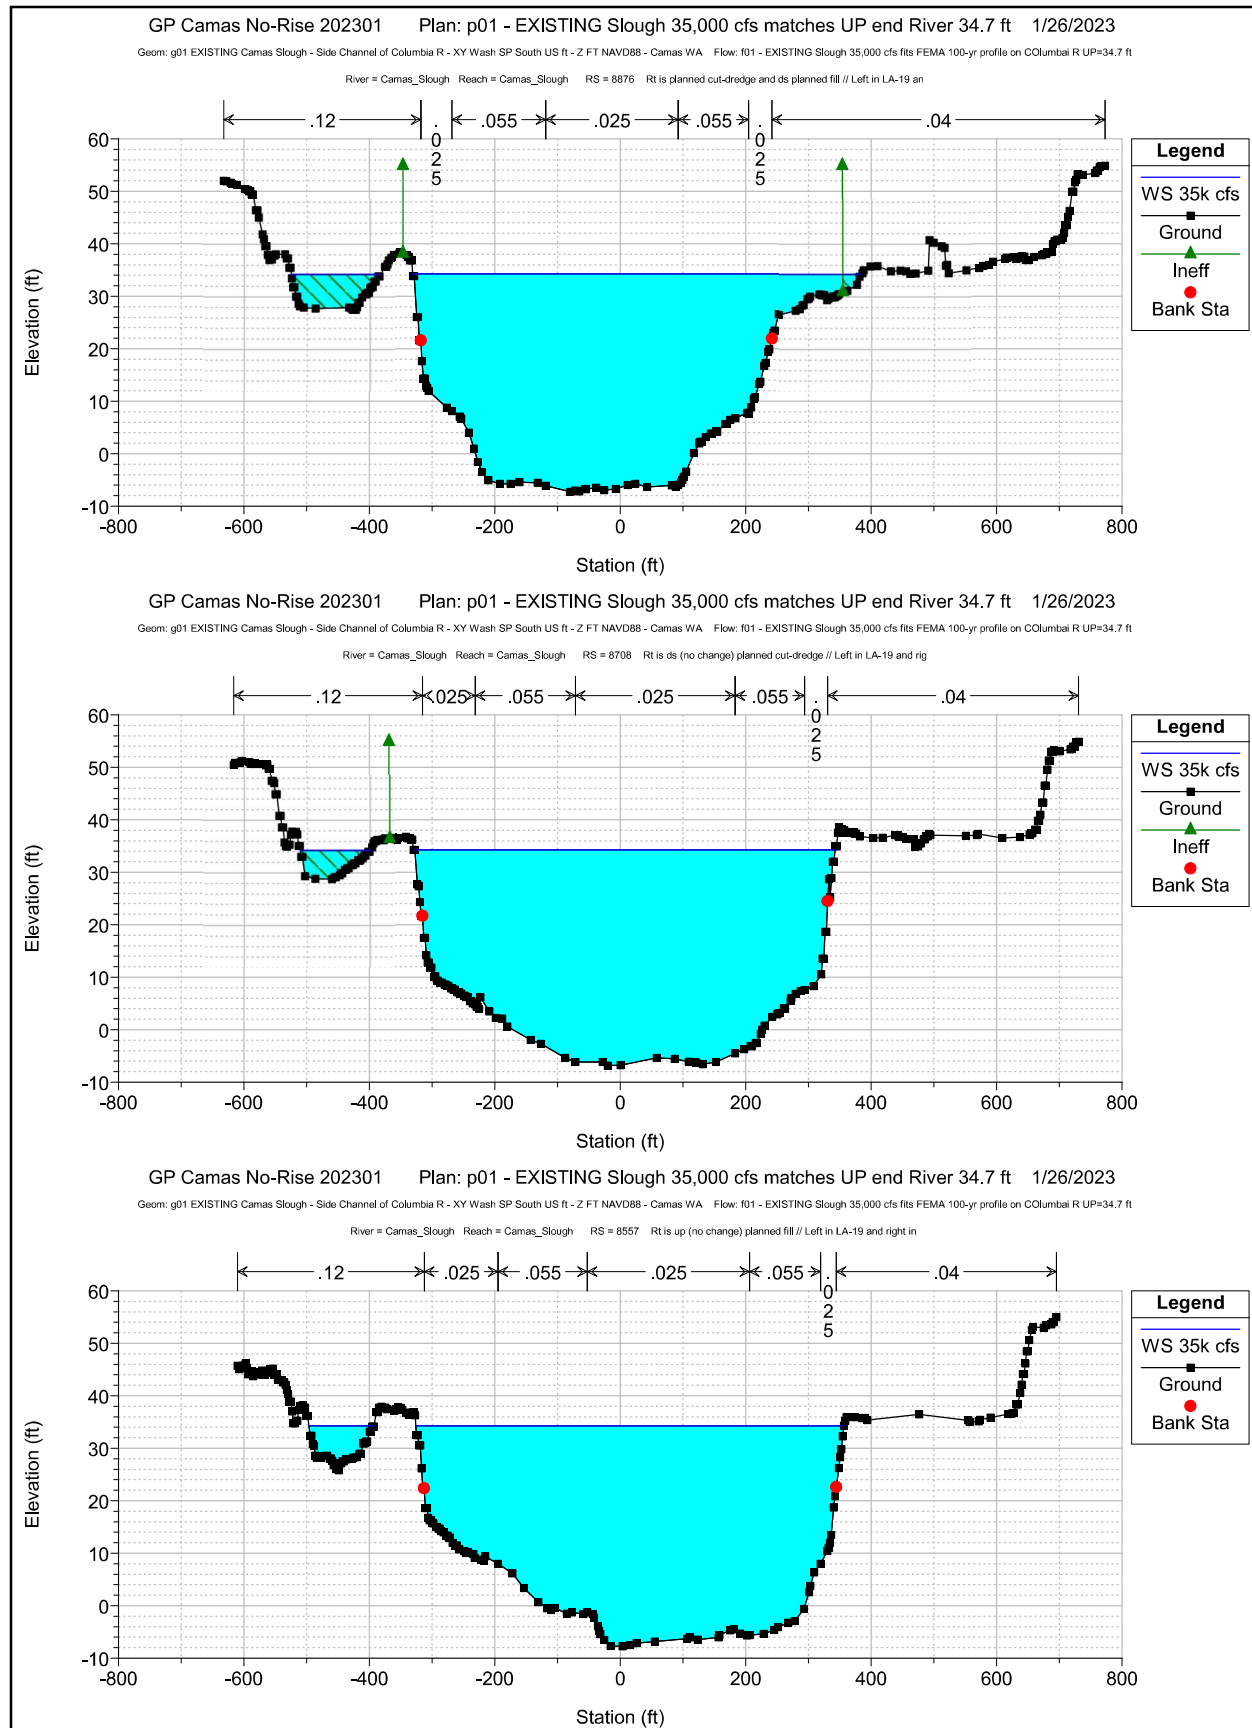 GP Camas No-Rise 202301 Plan: p01 - EXISTING Slough 35,000 cfs matches UP end River 34.7 ft 1/26/2023
Geom: g01 EXISTING Camas Slough - Side Channel of Columbia R - XY Wash SP South US ft - Z FT NAVD88 - Camas WA Flow: f01 - EXISTING Slough 35,000 cfs fits FEMA 100-yr profile on COlumbai R UP=34.7 ft
River = Camas_Slough Reach = Camas_Slough RS = 8876 Rt is planned cut-dredge and ds planned fill // Left in LA-19 an
.12 .025 .055 .025 .055 .025 .04
60
50
40
30
20
10
0
-10
Elevation (ft)
-800 -600 -400 -200 0 200 400 600 800
Station (ft)
Legend
WS 35k cfs
Ground
Ineff
Bank Sta
GP Camas No-Rise 202301 Plan: p01 - EXISTING Slough 35,000 cfs matches UP end River 34.7 ft 1/26/2023
Geom: g01 EXISTING Camas Slough - Side Channel of Columbia R - XY Wash SP South US ft - Z FT NAVD88 - Camas WA Flow: f01 - EXISTING Slough 35,000 cfs fits FEMA 100-yr profile on COlumbai R UP=34.7 ft
River = Camas_Slough Reach = Camas_Slough RS = 8708 Rt is ds (no change) planned cut-dredge // Left in LA-19 and rig
.12 .025 .055 .025 .055 .025 .04
60
50
40
30
20
10
0
-10
Elevation (ft)
-800 -600 -400 -200 0 200 400 600 800
Station (ft)
Legend
WS 35k cfs
Ground
Ineff
Bank Sta
GP Camas No-Rise 202301 Plan: p01 - EXISTING Slough 35,000 cfs matches UP end River 34.7 ft 1/26/2023
Geom: g01 EXISTING Camas Slough - Side Channel of Columbia R - XY Wash SP South US ft - Z FT NAVD88 - Camas WA Flow: f01 - EXISTING Slough 35,000 cfs fits FEMA 100-yr profile on COlumbai R UP=34.7 ft
River = Camas_Slough Reach = Camas_Slough RS = 8557 Rt is up (no change) planned fill // Left in LA-19 and right in
.12 .025 .055 .025 .055 .025 .04
60
50
40
30
20
10
0
-10
Elevation (ft)
-800 -600 -400 -200 0 200 400 600 800
Station (ft)
Legend
WS 35k cfs
Ground
Bank Sta